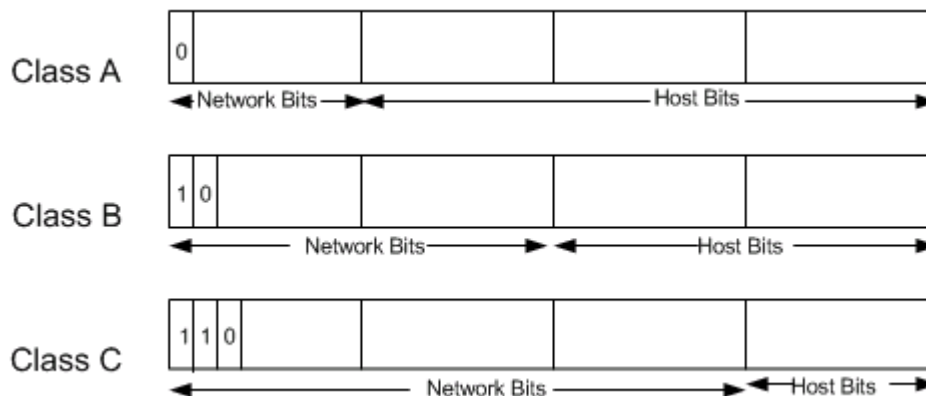 0
Class A
Network Bits Host Bits
1 0
Class B
Network Bits Host Bits
1 1 0
Class C
Network Bits Host Bits